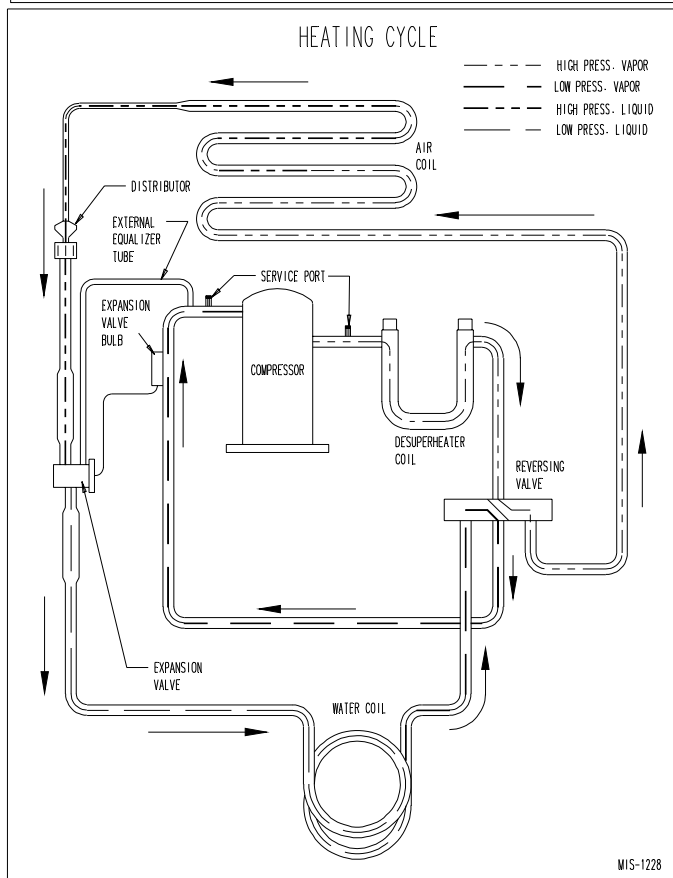 HEATING CYCLE
HIGH PRESS. VAPOR
LOW PRESS. VAPOR
HIGH PRESS. LIQUID
LOW PRESS. LIQUID
AIR
COIL
DISTRIBUTOR
EXTERNAL
EQUALIZER
TUBE
SERVICE PORT
EXPANSION
VALVE
BULB
COMPRESSOR
DESUPERHEATER
COIL
REVERSING
VALVE
EXPANSION
VALVE
WATER COIL
MIS-1228